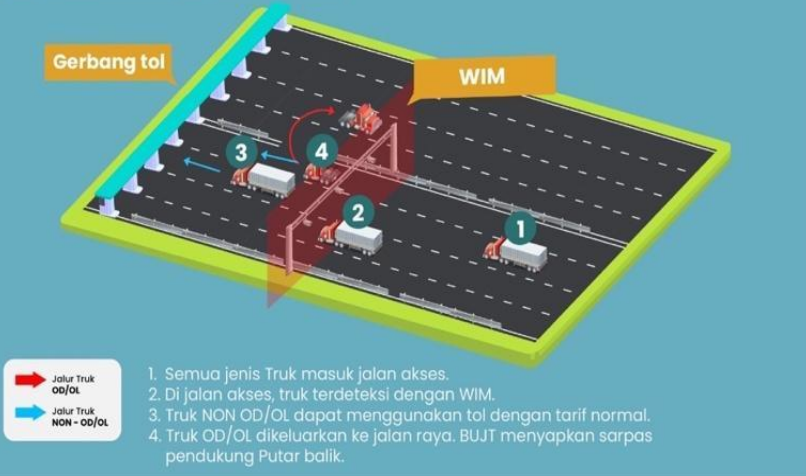 Gerbang tol
WIM
3
4
2
1
Jalur Truk
OD/OL
Jalur Truk
NON - OD/OL
1. Semua jenis Truk masuk jalan akses.
2. Di jalan akses, truk terdeteksi dengan WIM.
3. Truk NON OD/OL dapat menggunakan tol dengan tarif normal.
4. Truk OD/OL dikeluarkan ke jalan raya. BUJT menyapkan sarpas
pendukung Putar balik.